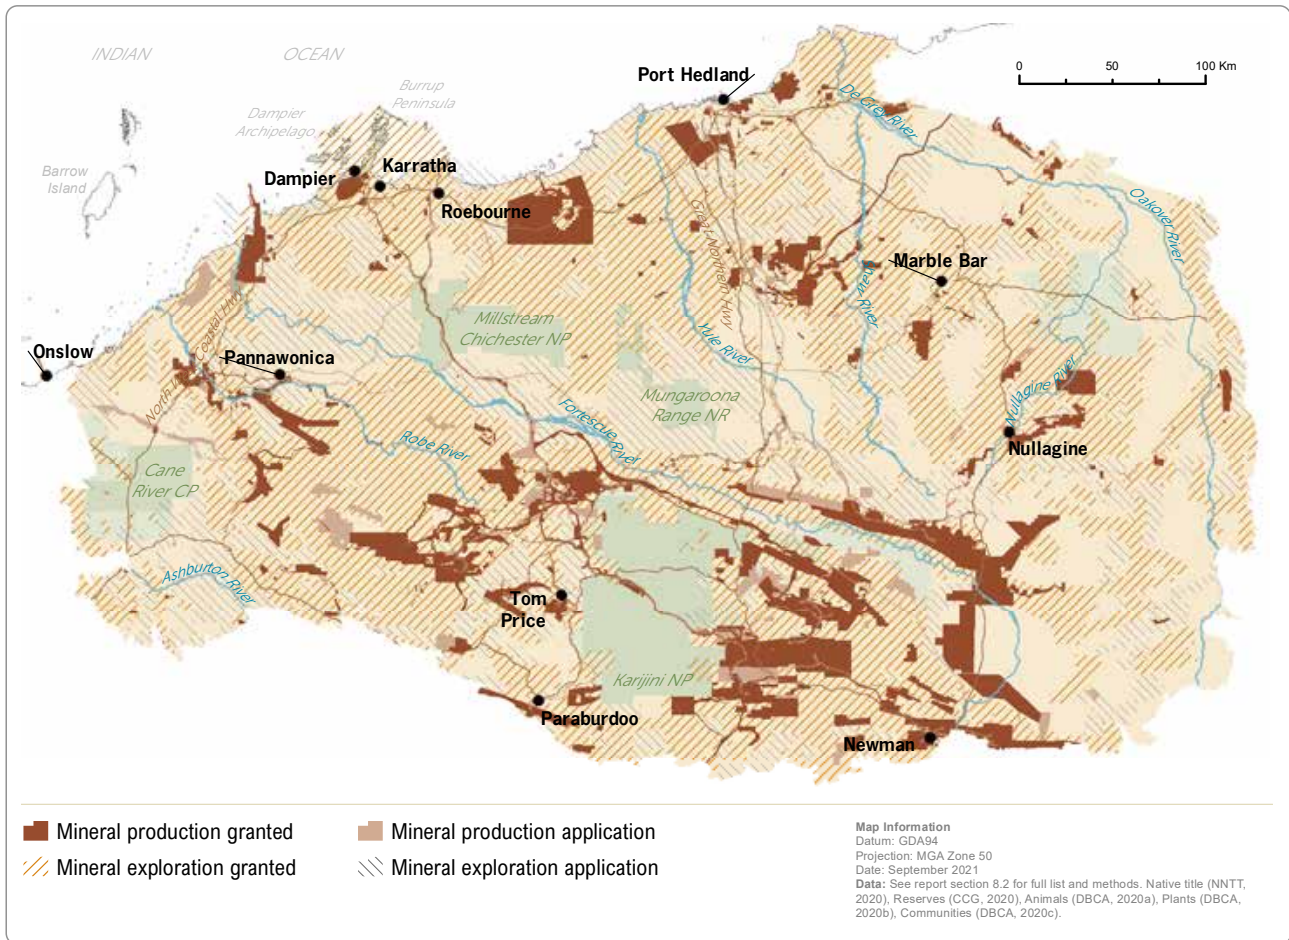 INDIAN OCEAN
Burrup
Peninsula
Dampier
Archipelago
Barrow
Island
Port Hedland
0 50 100 Km
De Grey River
Dampier
Karratha
Roebourne
Oakover River
Great Northern Hwy
Marble Bar
Shaw River
Millstream
Chichester NP
Yule River
Onslow
Pannawonica
Coastal Hwy
Mungaroona
Range NR
Nullagine River
Nullagine
Fortescue River
Robe River
Cane
River CP
Ashburton River
Tom
Price
Karijini NP
Paraburdoo
Newman
Mineral production granted
Mineral production application
Mineral exploration granted
Mineral exploration application
Map Information
Datum: GDA94
Projection: MGA Zone 50
Date: September 2021
Data: See report section 8.2 for full list and methods. Native title (NNTT,
2020), Reserves (CCG, 2020), Animals (DBCA, 2020a), Plants (DBCA,
2020b), Communities (DBCA, 2020c).